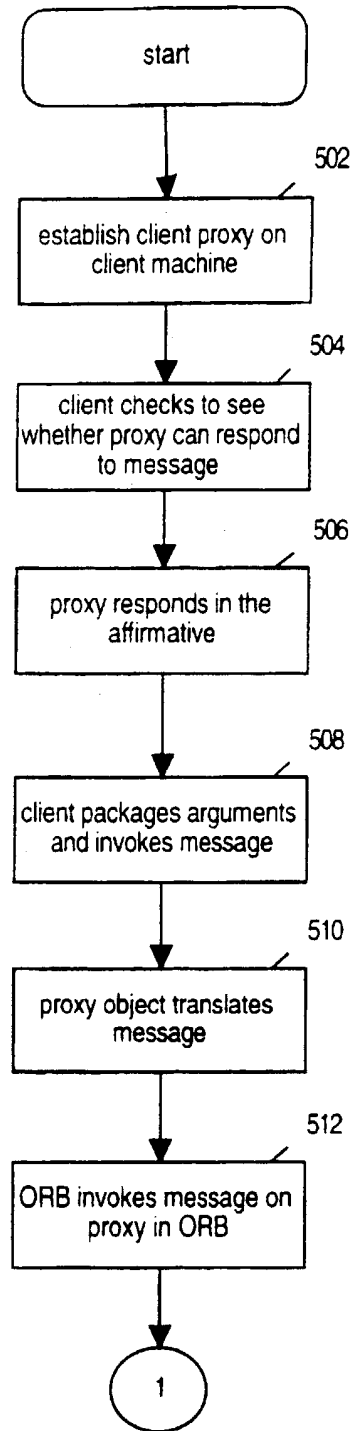 start
502
establish client proxy on
client machine
504
client checks to see
whether proxy can respond
to message
506
proxy responds in the
affirmative
508
client packages arguments
and invokes message
510
proxy object translates
message
512
ORB invokes message on
proxy in ORB
1